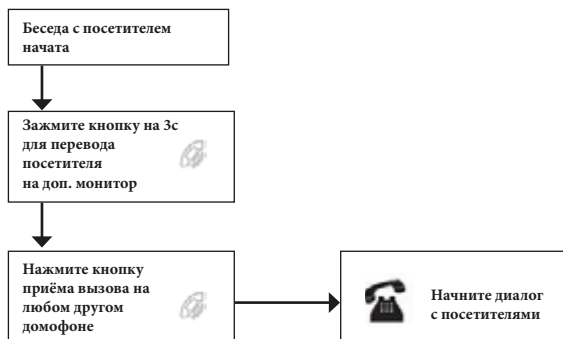 Беседа с посетителем
начата
Зажмите кнопку на 3с
для перевода
посетителя
на доп. монитор
Нажмите кнопку
приёма вызова на
любом другом
домофоне
Начните диалог
с посетителями